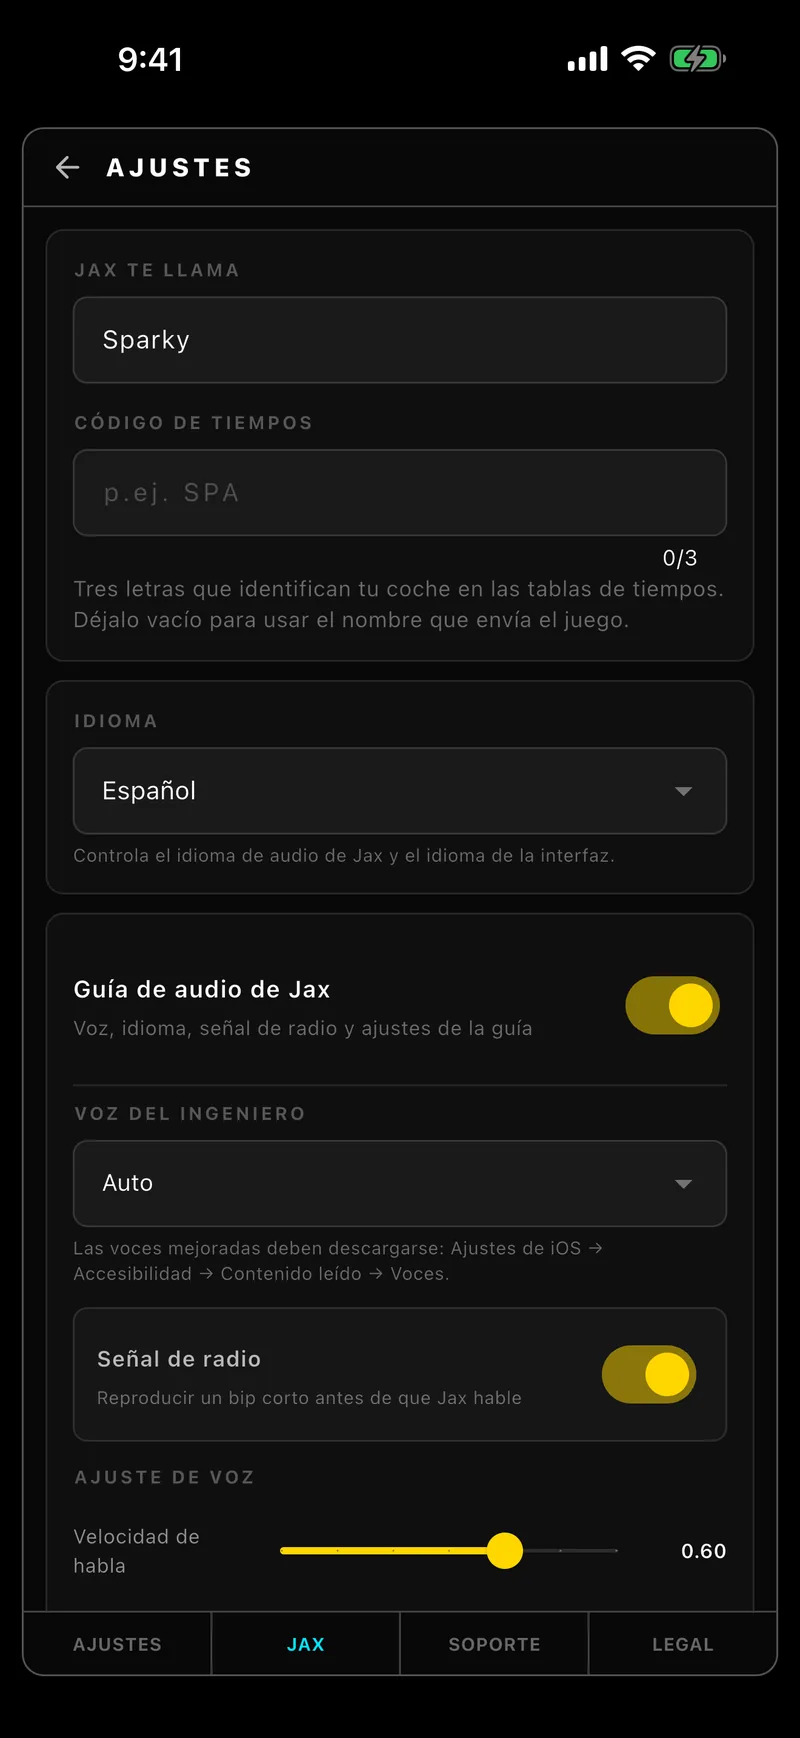 9:41
AJUSTES
JAX TE LLAMA
Sparky
CÓDIGO DE TIEMPOS
p.ej. SPA
0/3
Tres letras que identifican tu coche en las tablas de tiempos.
Déjalo vacío para usar el nombre que envía el juego.
IDIOMA
Español
Controla el idioma de audio de Jax y el idioma de la interfaz.
Guía de audio de Jax
Voz, idioma, señal de radio y ajustes de la guía
VOZ DEL INGENIERO
Auto
Las voces mejoradas deben descargarse: Ajustes de iOS →
Accesibilidad → Contenido leído → Voces.
Señal de radio
Reproducir un bip corto antes de que Jax hable
AJUSTE DE VOZ
Velocidad de
habla
0.60
AJUSTES
JAX
SOPORTE
LEGAL